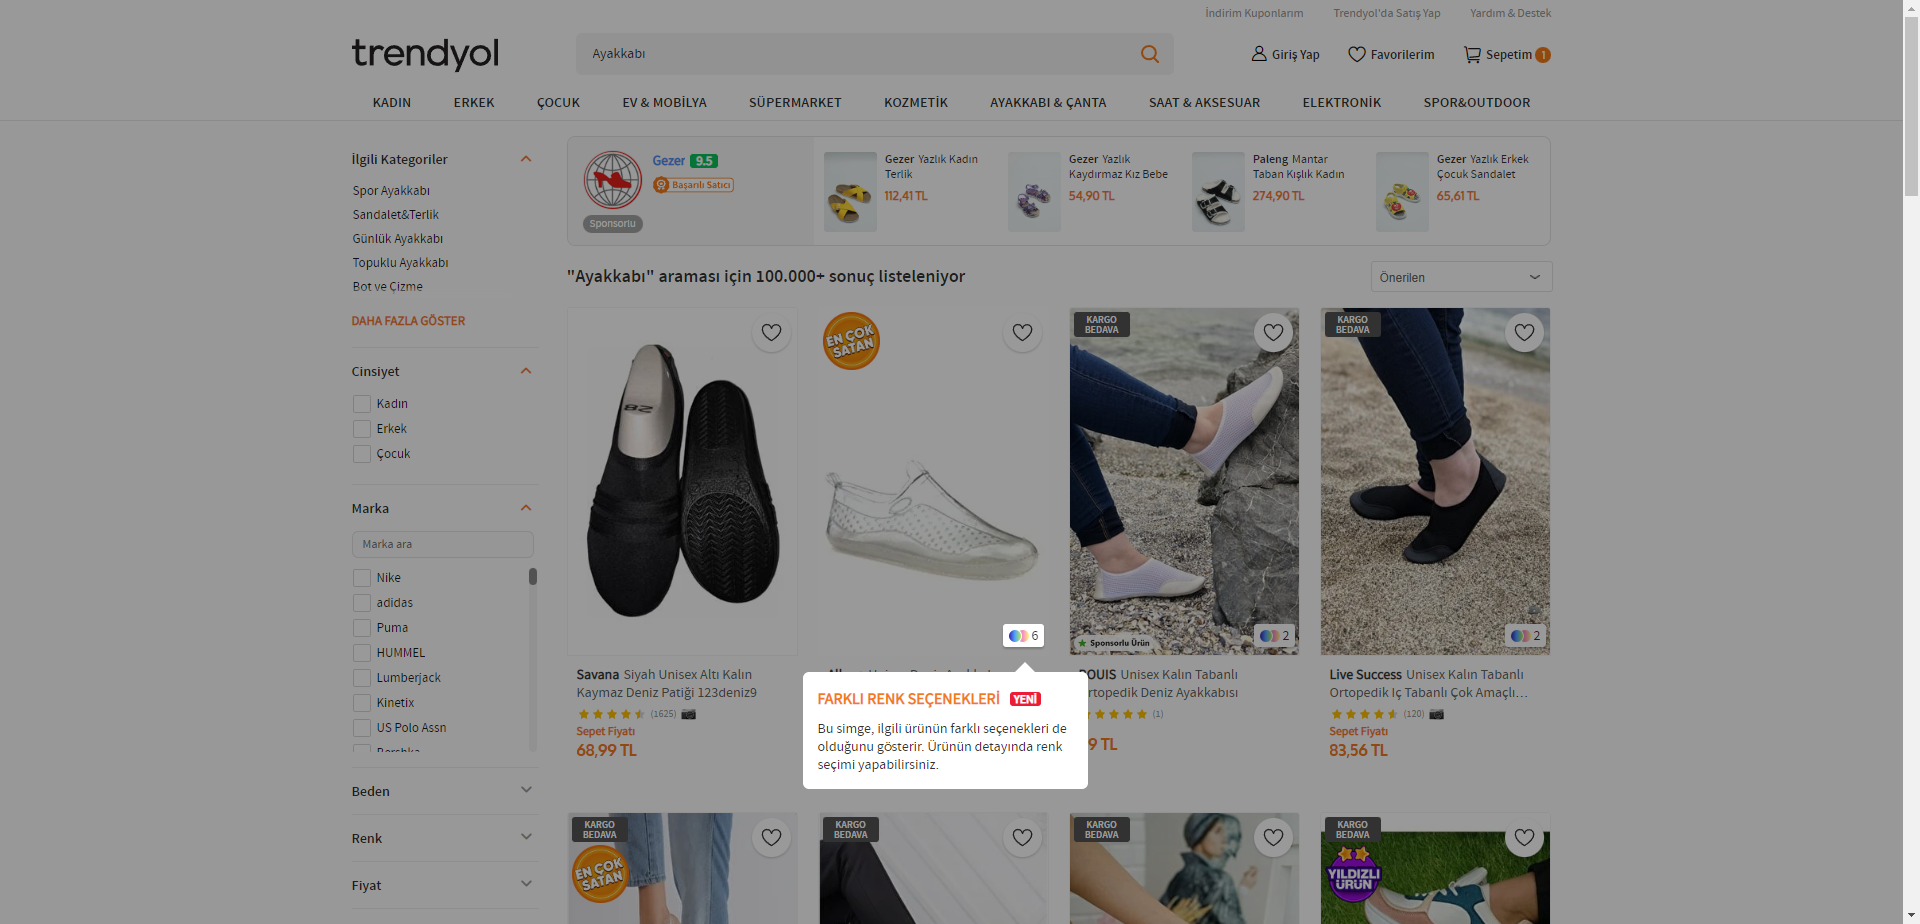 İndirim Kuponlarım
Trendyol'da Satış Yap
Yardım & Destek
trendyol
Ayakkabı
Giriş Yap
Favorilerim
Sepetim 1
KADIN
ERKEK
ÇOCUK
EV & MOBİLYA
SÜPERMARKET
KOZMETİK
AYAKKABI & ÇANTA
SAAT & AKSESUAR
ELEKTRONİK
SPOR&OUTDOOR
İlgili Kategoriler
Spor Ayakkabı
Sandalet&Terlik
Günlük Ayakkabı
Topuklu Ayakkabı
Bot ve Çizme
DAHA FAZLA GÖSTER
Cinsiyet
Kadın
Erkek
Çocuk
Marka
Marka ara
Nike
adidas
Puma
HUMMEL
Lumberjack
Kinetix
US Polo Assn
Bershka
Beden
Renk
Fiyat
Gezer 9.5
Başarılı Satıcı
Sponsorlu
Gezer Yazlık Kadın
Terlik
112,41 TL
Gezer Yazlık
Kaydırmaz Kız Bebe
54,90 TL
Paleng Mantar
Taban Kışlık Kadın
274,90 TL
Gezer Yazlık Erkek
Çocuk Sandalet
65,61 TL
"Ayakkabı" araması için 100.000+ sonuç listeleniyor
Önerilen
28
Savana Siyah Unisex Altı Kalın
Kaymaz Deniz Patiği 123deniz9
(1625)
Sepet Fiyatı
68,99 TL
EN ÇOK
SATAN
6
FARKLI RENK SEÇENEKLERİ YENİ
Bu simge, ilgili ürünün farklı seçenekleri de
olduğunu gösterir. Ürünün detayında renk
seçimi yapabilirsiniz.
KARGO
BEDAVA
Sponsorlu Ürün
2
OUIS Unisex Kalın Tabanlı
rtopedik Deniz Ayakkabısı
(1)
9 TL
KARGO
BEDAVA
2
Live Success Unisex Kalın Tabanlı
Ortopedik Iç Tabanlı Çok Amaçlı…
(120)
Sepet Fiyatı
83,56 TL
KARGO
BEDAVA
EN ÇOK
SATAN
KARGO
BEDAVA
KARGO
BEDAVA
KARGO
BEDAVA
YILDIZLI
ÜRÜN